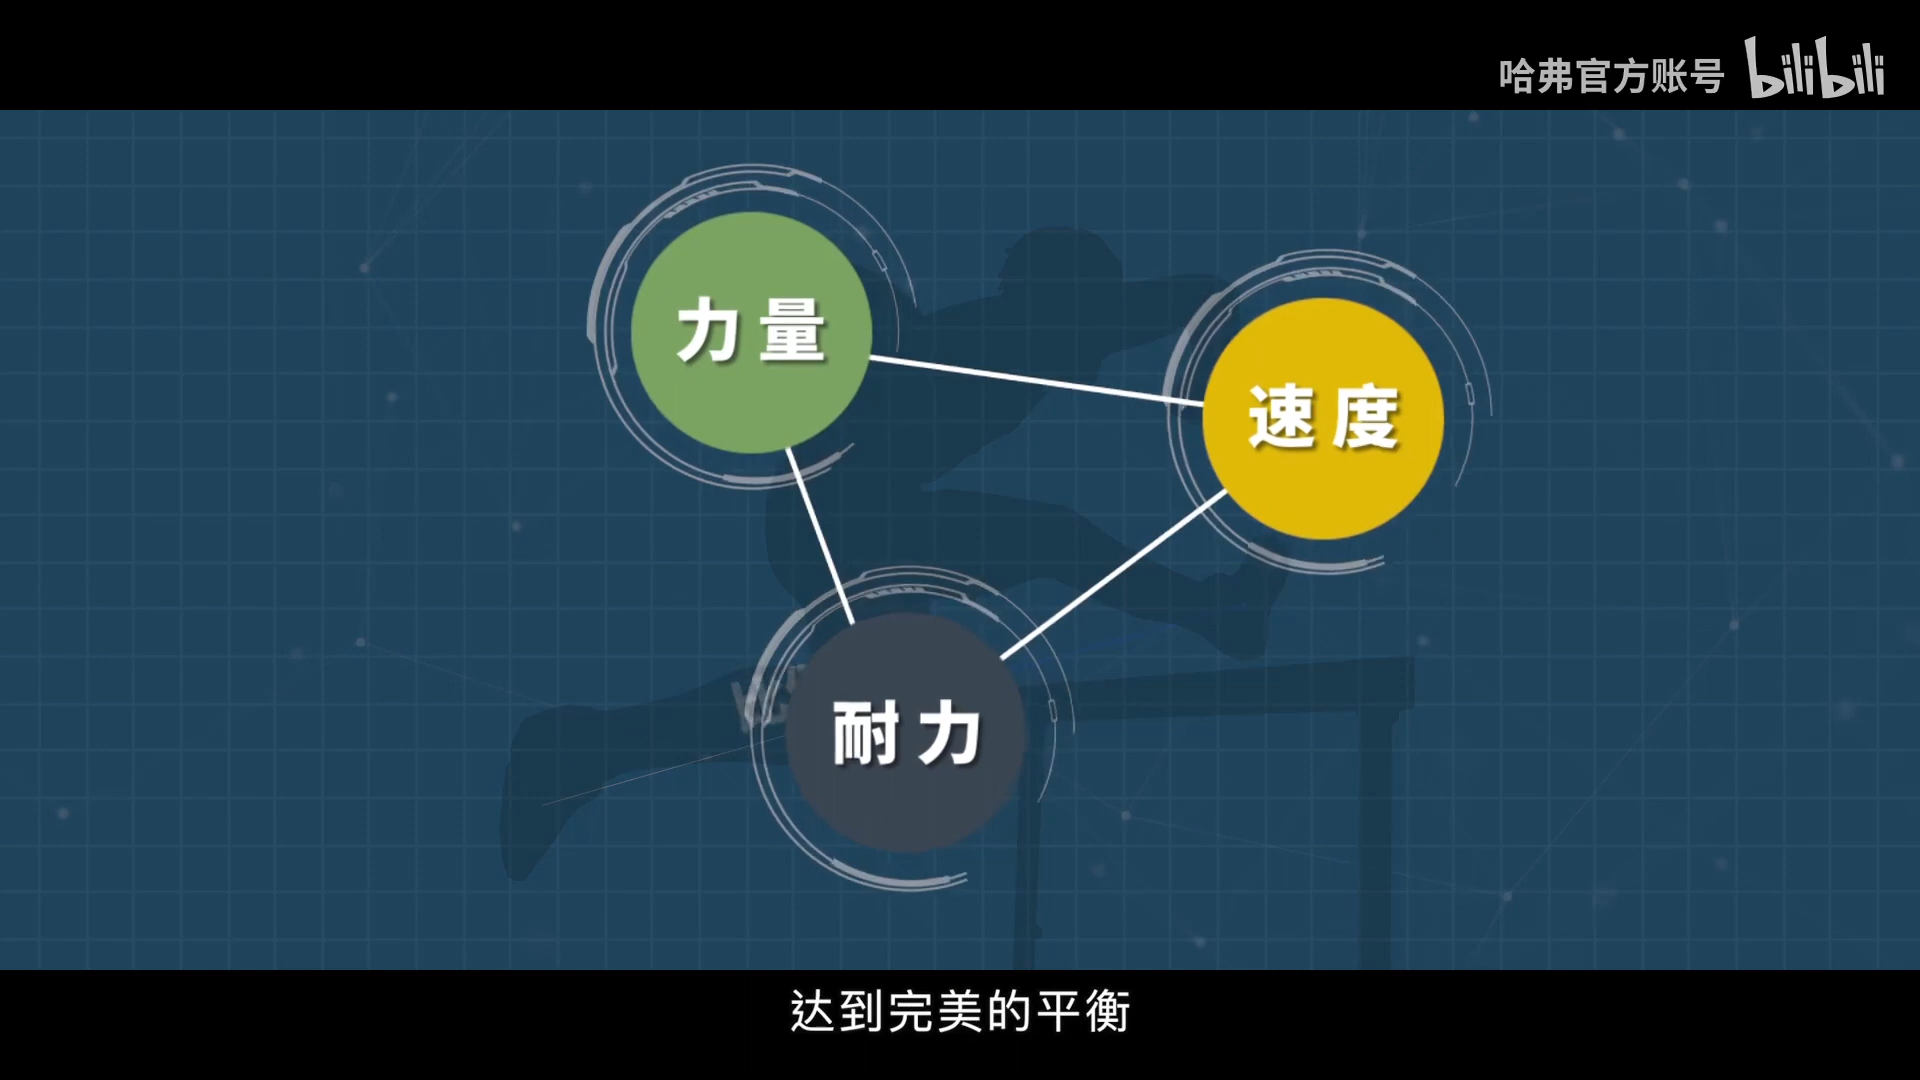 哈弗官方账号 bilibili
力量
速度
耐力
达到完美的平衡